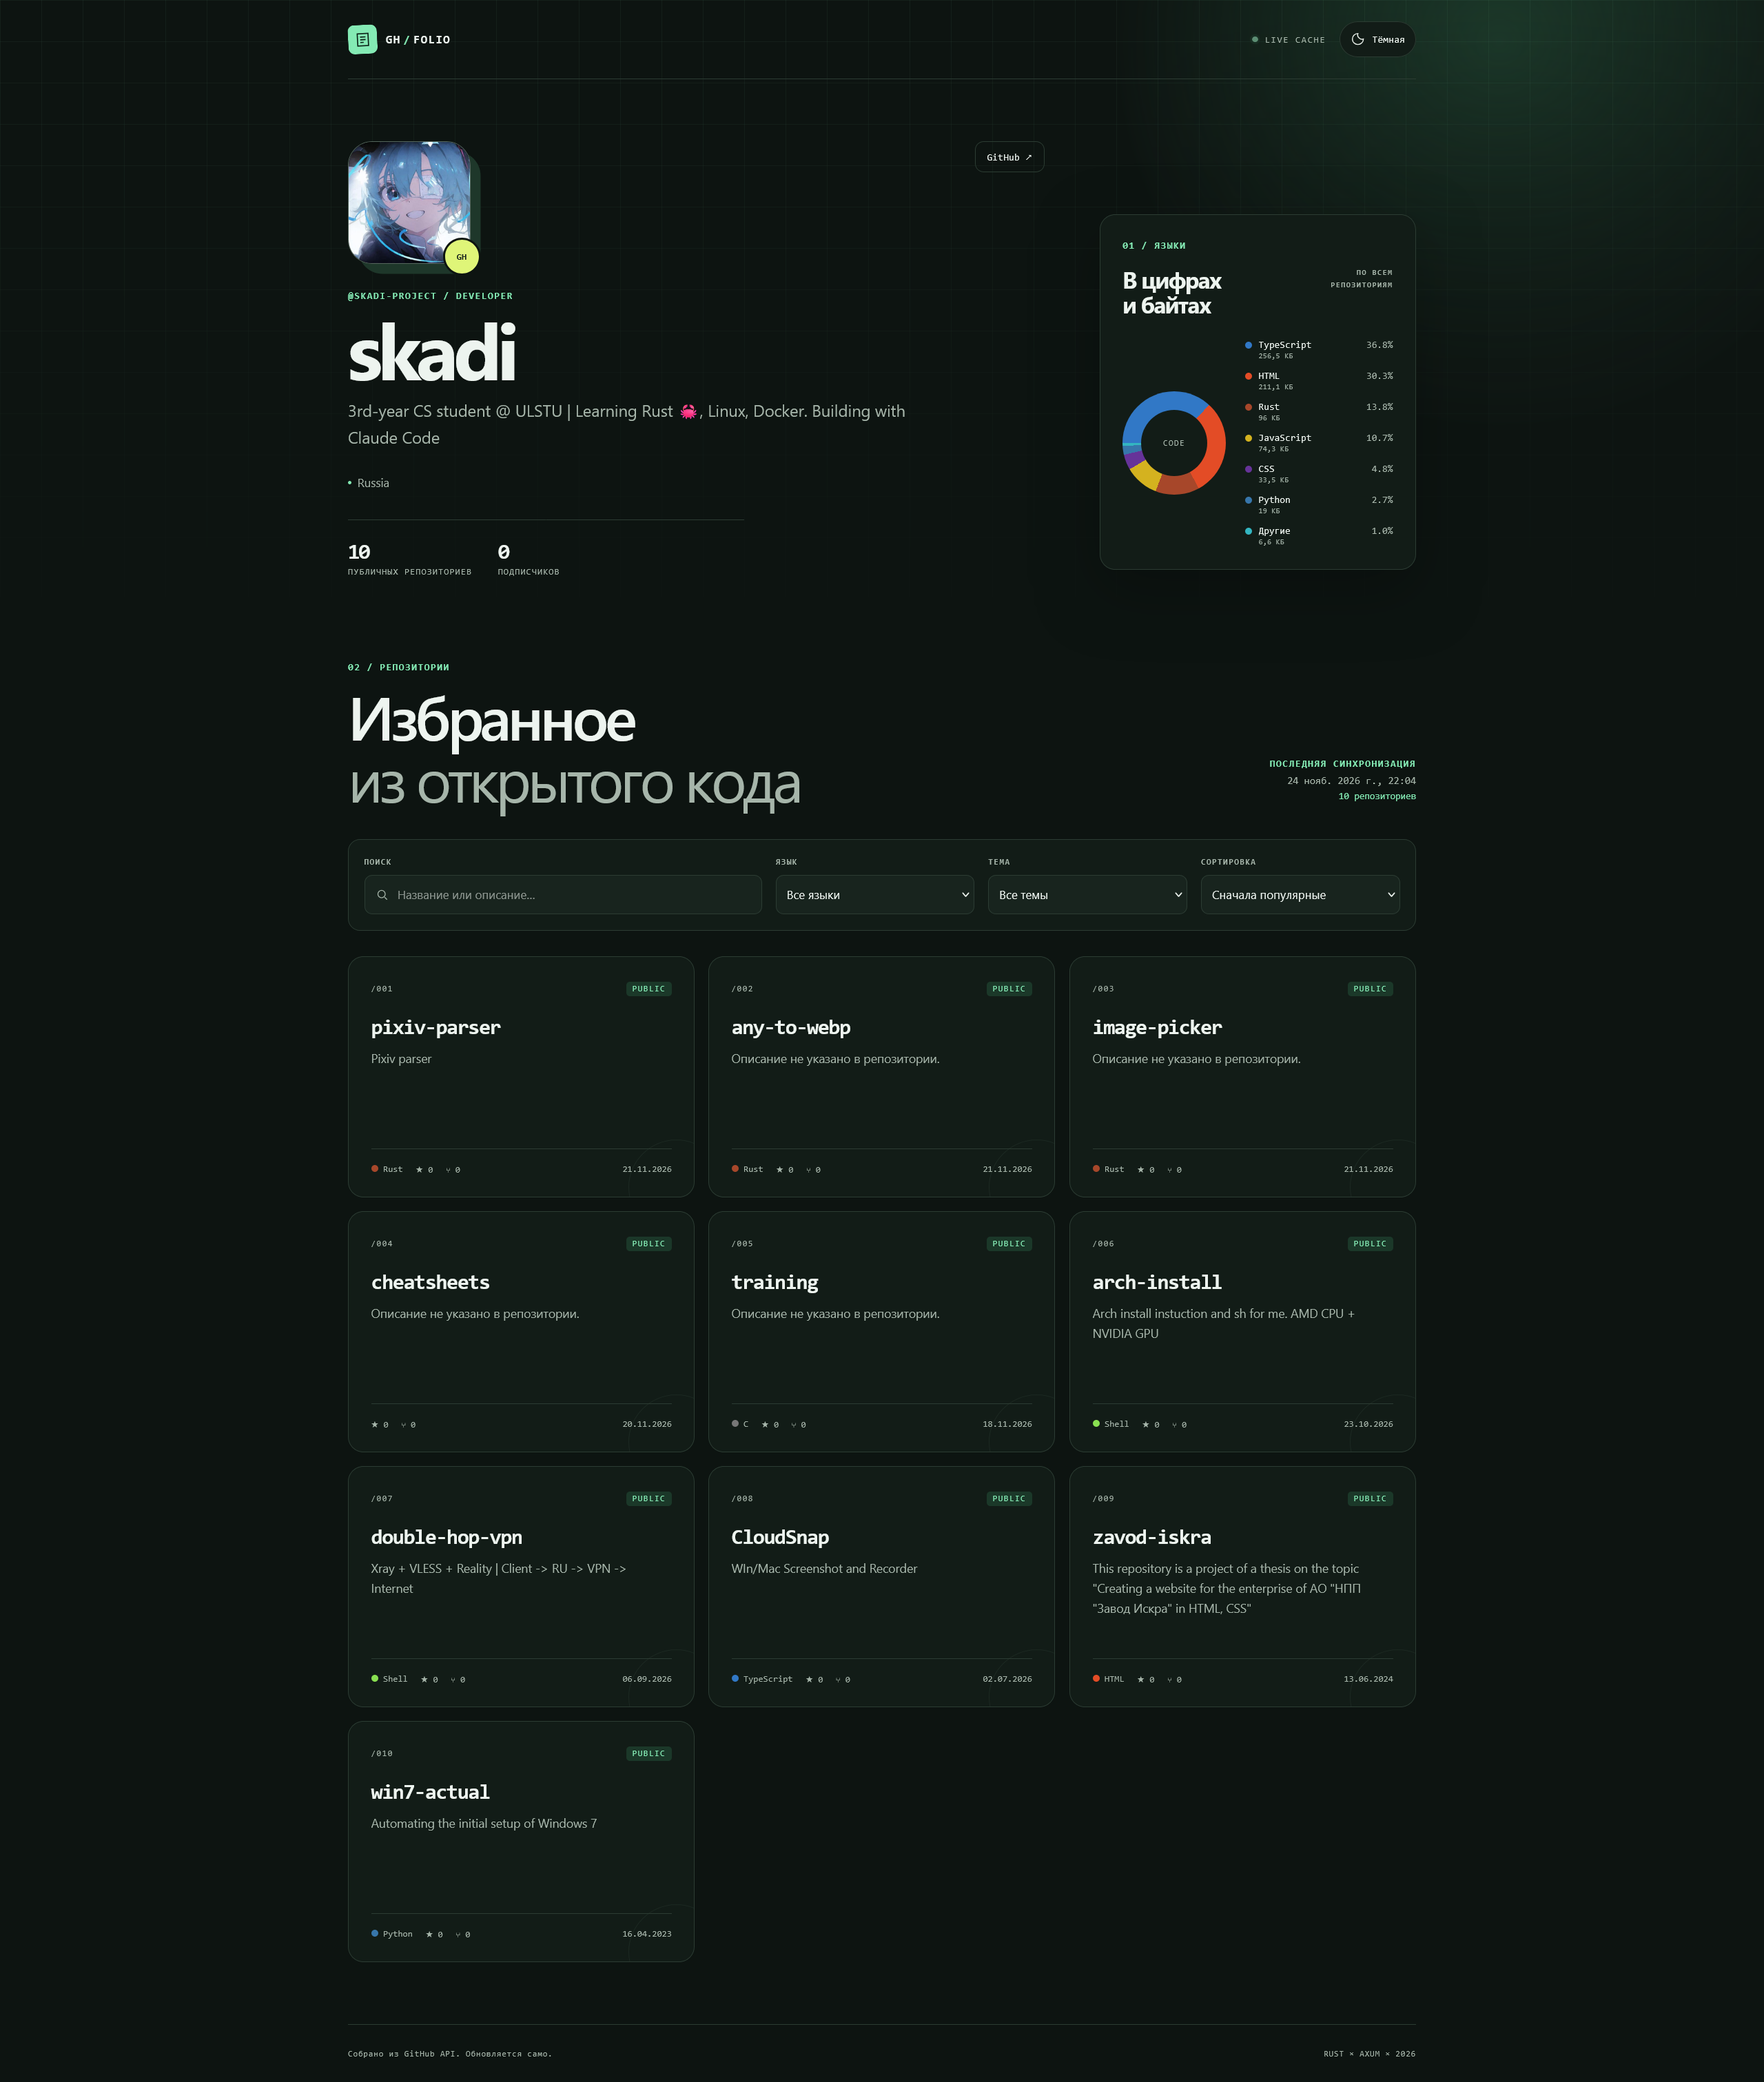 GH / FOLIO
LIVE CACHE
Тёмная
GH
GitHub ↗
@SKADI-PROJECT / DEVELOPER
skadi
3rd-year CS student @ ULSTU | Learning Rust 🦀, Linux, Docker. Building with
Claude Code
• Russia
10
ПУБЛИЧНЫХ РЕПОЗИТОРИЕВ
0
ПОДПИСЧИКОВ
01 / ЯЗЫКИ
В цифрах
и байтах
ПО ВСЕМ
РЕПОЗИТОРИЯМ
CODE
TypeScript 36.8%
256,5 КБ
HTML 30.3%
211,1 КБ
Rust 13.8%
96 КБ
JavaScript 10.7%
74,3 КБ
CSS 4.8%
33,5 КБ
Python 2.7%
19 КБ
Другие 1.0%
6,6 КБ
02 / РЕПОЗИТОРИИ
Избранное
из открытого кода
ПОСЛЕДНЯЯ СИНХРОНИЗАЦИЯ
24 нояб. 2026 г., 22:04
10 репозиториев
ПОИСК
Название или описание...
ЯЗЫК
Все языки
ТЕМА
Все темы
СОРТИРОВКА
Сначала популярные
/001 PUBLIC
pixiv-parser
Pixiv parser
Rust ★ 0 ⑂ 0 21.11.2026
/002 PUBLIC
any-to-webp
Описание не указано в репозитории.
Rust ★ 0 ⑂ 0 21.11.2026
/003 PUBLIC
image-picker
Описание не указано в репозитории.
Rust ★ 0 ⑂ 0 21.11.2026
/004 PUBLIC
cheatsheets
Описание не указано в репозитории.
★ 0 ⑂ 0 20.11.2026
/005 PUBLIC
training
Описание не указано в репозитории.
C ★ 0 ⑂ 0 18.11.2026
/006 PUBLIC
arch-install
Arch install instuction and sh for me. AMD CPU +
NVIDIA GPU
Shell ★ 0 ⑂ 0 23.10.2026
/007 PUBLIC
double-hop-vpn
Xray + VLESS + Reality | Client -> RU -> VPN ->
Internet
Shell ★ 0 ⑂ 0 06.09.2026
/008 PUBLIC
CloudSnap
WIn/Mac Screenshot and Recorder
TypeScript ★ 0 ⑂ 0 02.07.2026
/009 PUBLIC
zavod-iskra
This repository is a project of a thesis on the topic
"Creating a website for the enterprise of АО "НПП
"Завод Искра" in HTML, CSS"
HTML ★ 0 ⑂ 0 13.06.2024
/010 PUBLIC
win7-actual
Automating the initial setup of Windows 7
Python ★ 0 ⑂ 0 16.04.2023
Собрано из GitHub API. Обновляется само.
RUST × AXUM × 2026